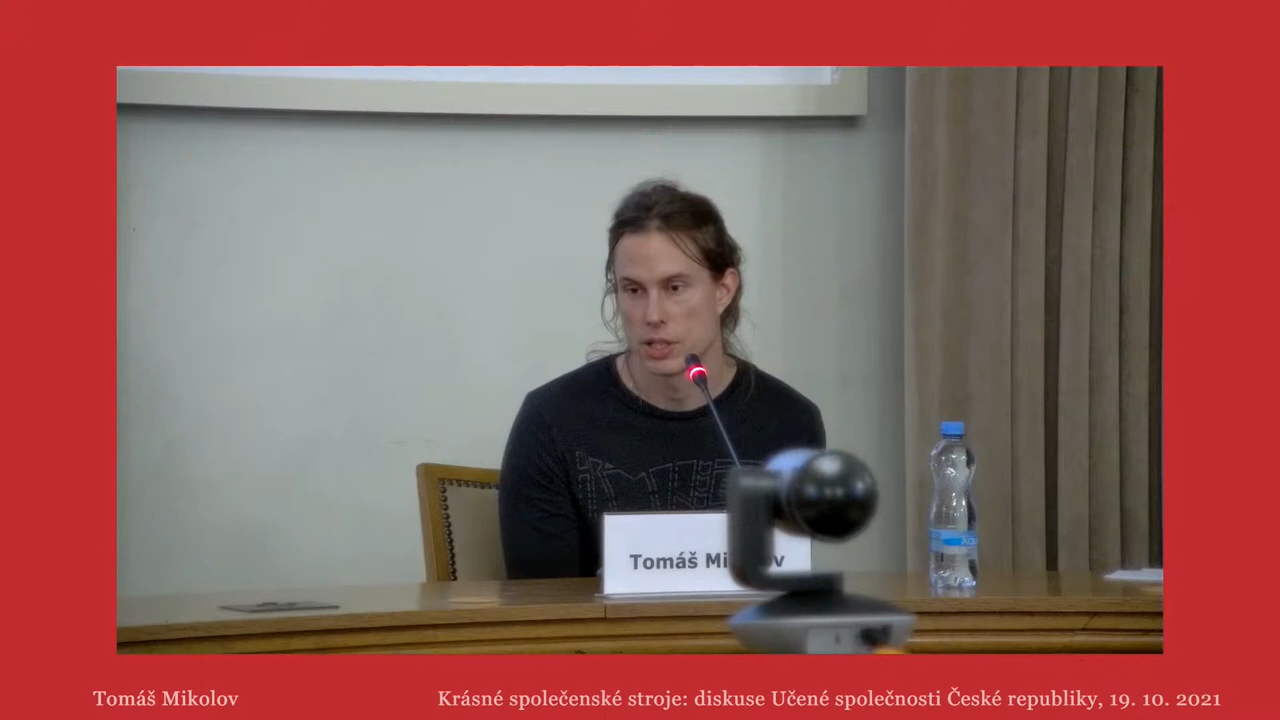 Tomáš Mi v
Tomáš Mikolov
Krásné společenské stroje: diskuse Učené společnosti České republiky, 19. 10. 2021